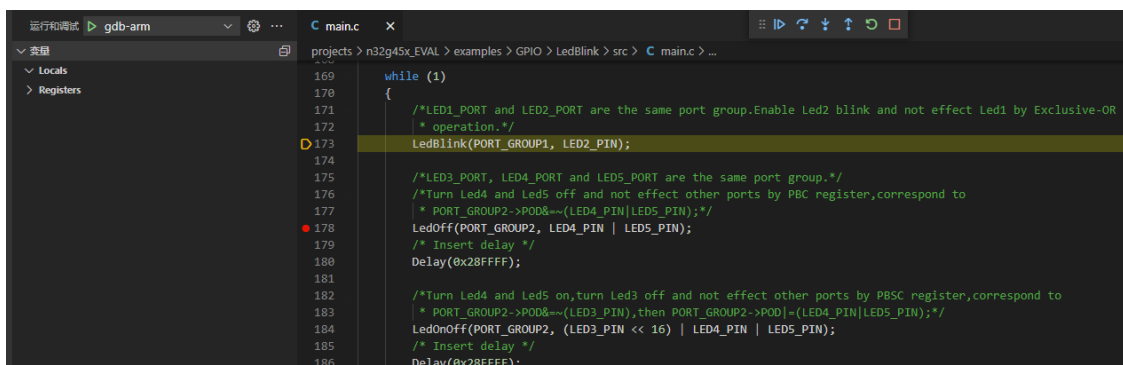 运行和调试 gdb-arm
变量
Locals
Registers
C main.c
projects > n32g45x_EVAL > examples > GPIO > LedBlink > src > C main.c > ...
169 while (1)
170 {
171 /*LED1_PORT and LED2_PORT are the same port group.Enable Led2 blink and not effect Led1 by Exclusive-OR
172 * operation.*/
173 LedBlink(PORT_GROUP1, LED2_PIN);
174
175 /*LED3_PORT, LED4_PORT and LED5_PORT are the same port group.*/
176 /*Turn Led4 and Led5 off and not effect other ports by PBC register,correspond to
177 * PORT_GROUP2->POD&=~(LED4_PIN|LED5_PIN);*/
178 LedOff(PORT_GROUP2, LED4_PIN | LED5_PIN);
179 /* Insert delay */
180 Delay(0x28FFFF);
181
182 /*Turn Led4 and Led5 on,turn Led3 off and not effect other ports by PBSC register,correspond to
183 * PORT_GROUP2->POD&=~(LED3_PIN),then PORT_GROUP2->POD|=(LED4_PIN|LED5_PIN);*/
184 LedOnOff(PORT_GROUP2, (LED3_PIN << 16) | LED4_PIN | LED5_PIN);
185 /* Insert delay */
186 Delay(0x28FFFF);